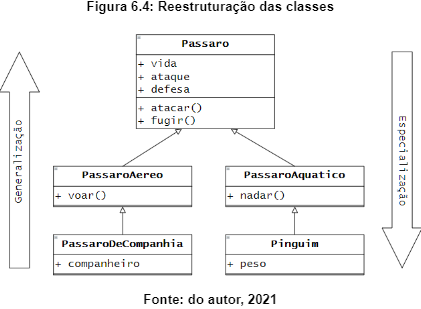 Figura 6.4: Reestruturação das classes
Passaro
+ vida
+ ataque
+ defesa
+ atacar()
+ fugir()
Generalização
Especialização
PassaroAereo
+ voar()
PassaroAquatico
+ nadar()
PassaroDeCompanhia
+ companheiro
Pinguim
+ peso
Fonte: do autor, 2021